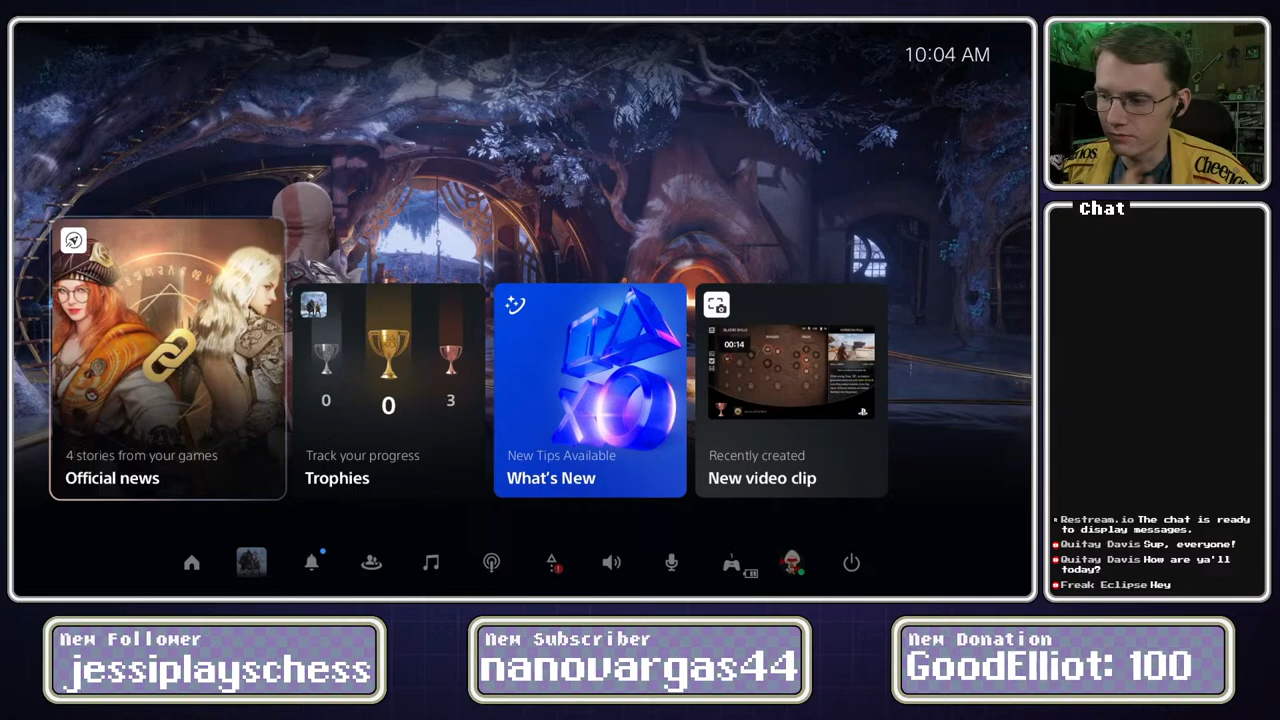 10:04 AM
4 stories from your games
Official news
0
0
3
Track your progress
Trophies
New Tips Available
What's New
00:14
Recently created
New video clip
Cheetos
chat
Restream.io The chat is ready
to display messages.
Quitay Davis Sup, everyone!
Quitay Davis How are ya'll
today?
Freak Eclipse Hey
New Follower
jessiplayschess
New Subscriber
nanovargas44
New Donation
GoodElliot: 100